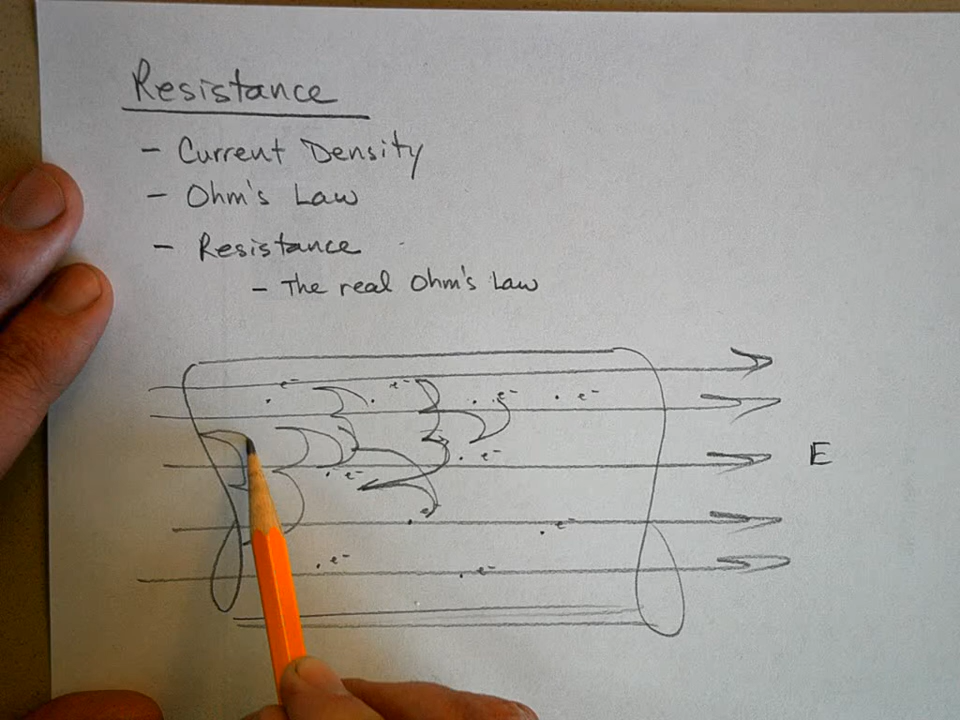 Resistance
- Current Density
- Ohm's Law
- Resistance
- The real Ohm's Law
e⁻ e⁻ e⁻ e⁻
E
e⁻
e⁻
e⁻
e⁻
e⁻
e⁻